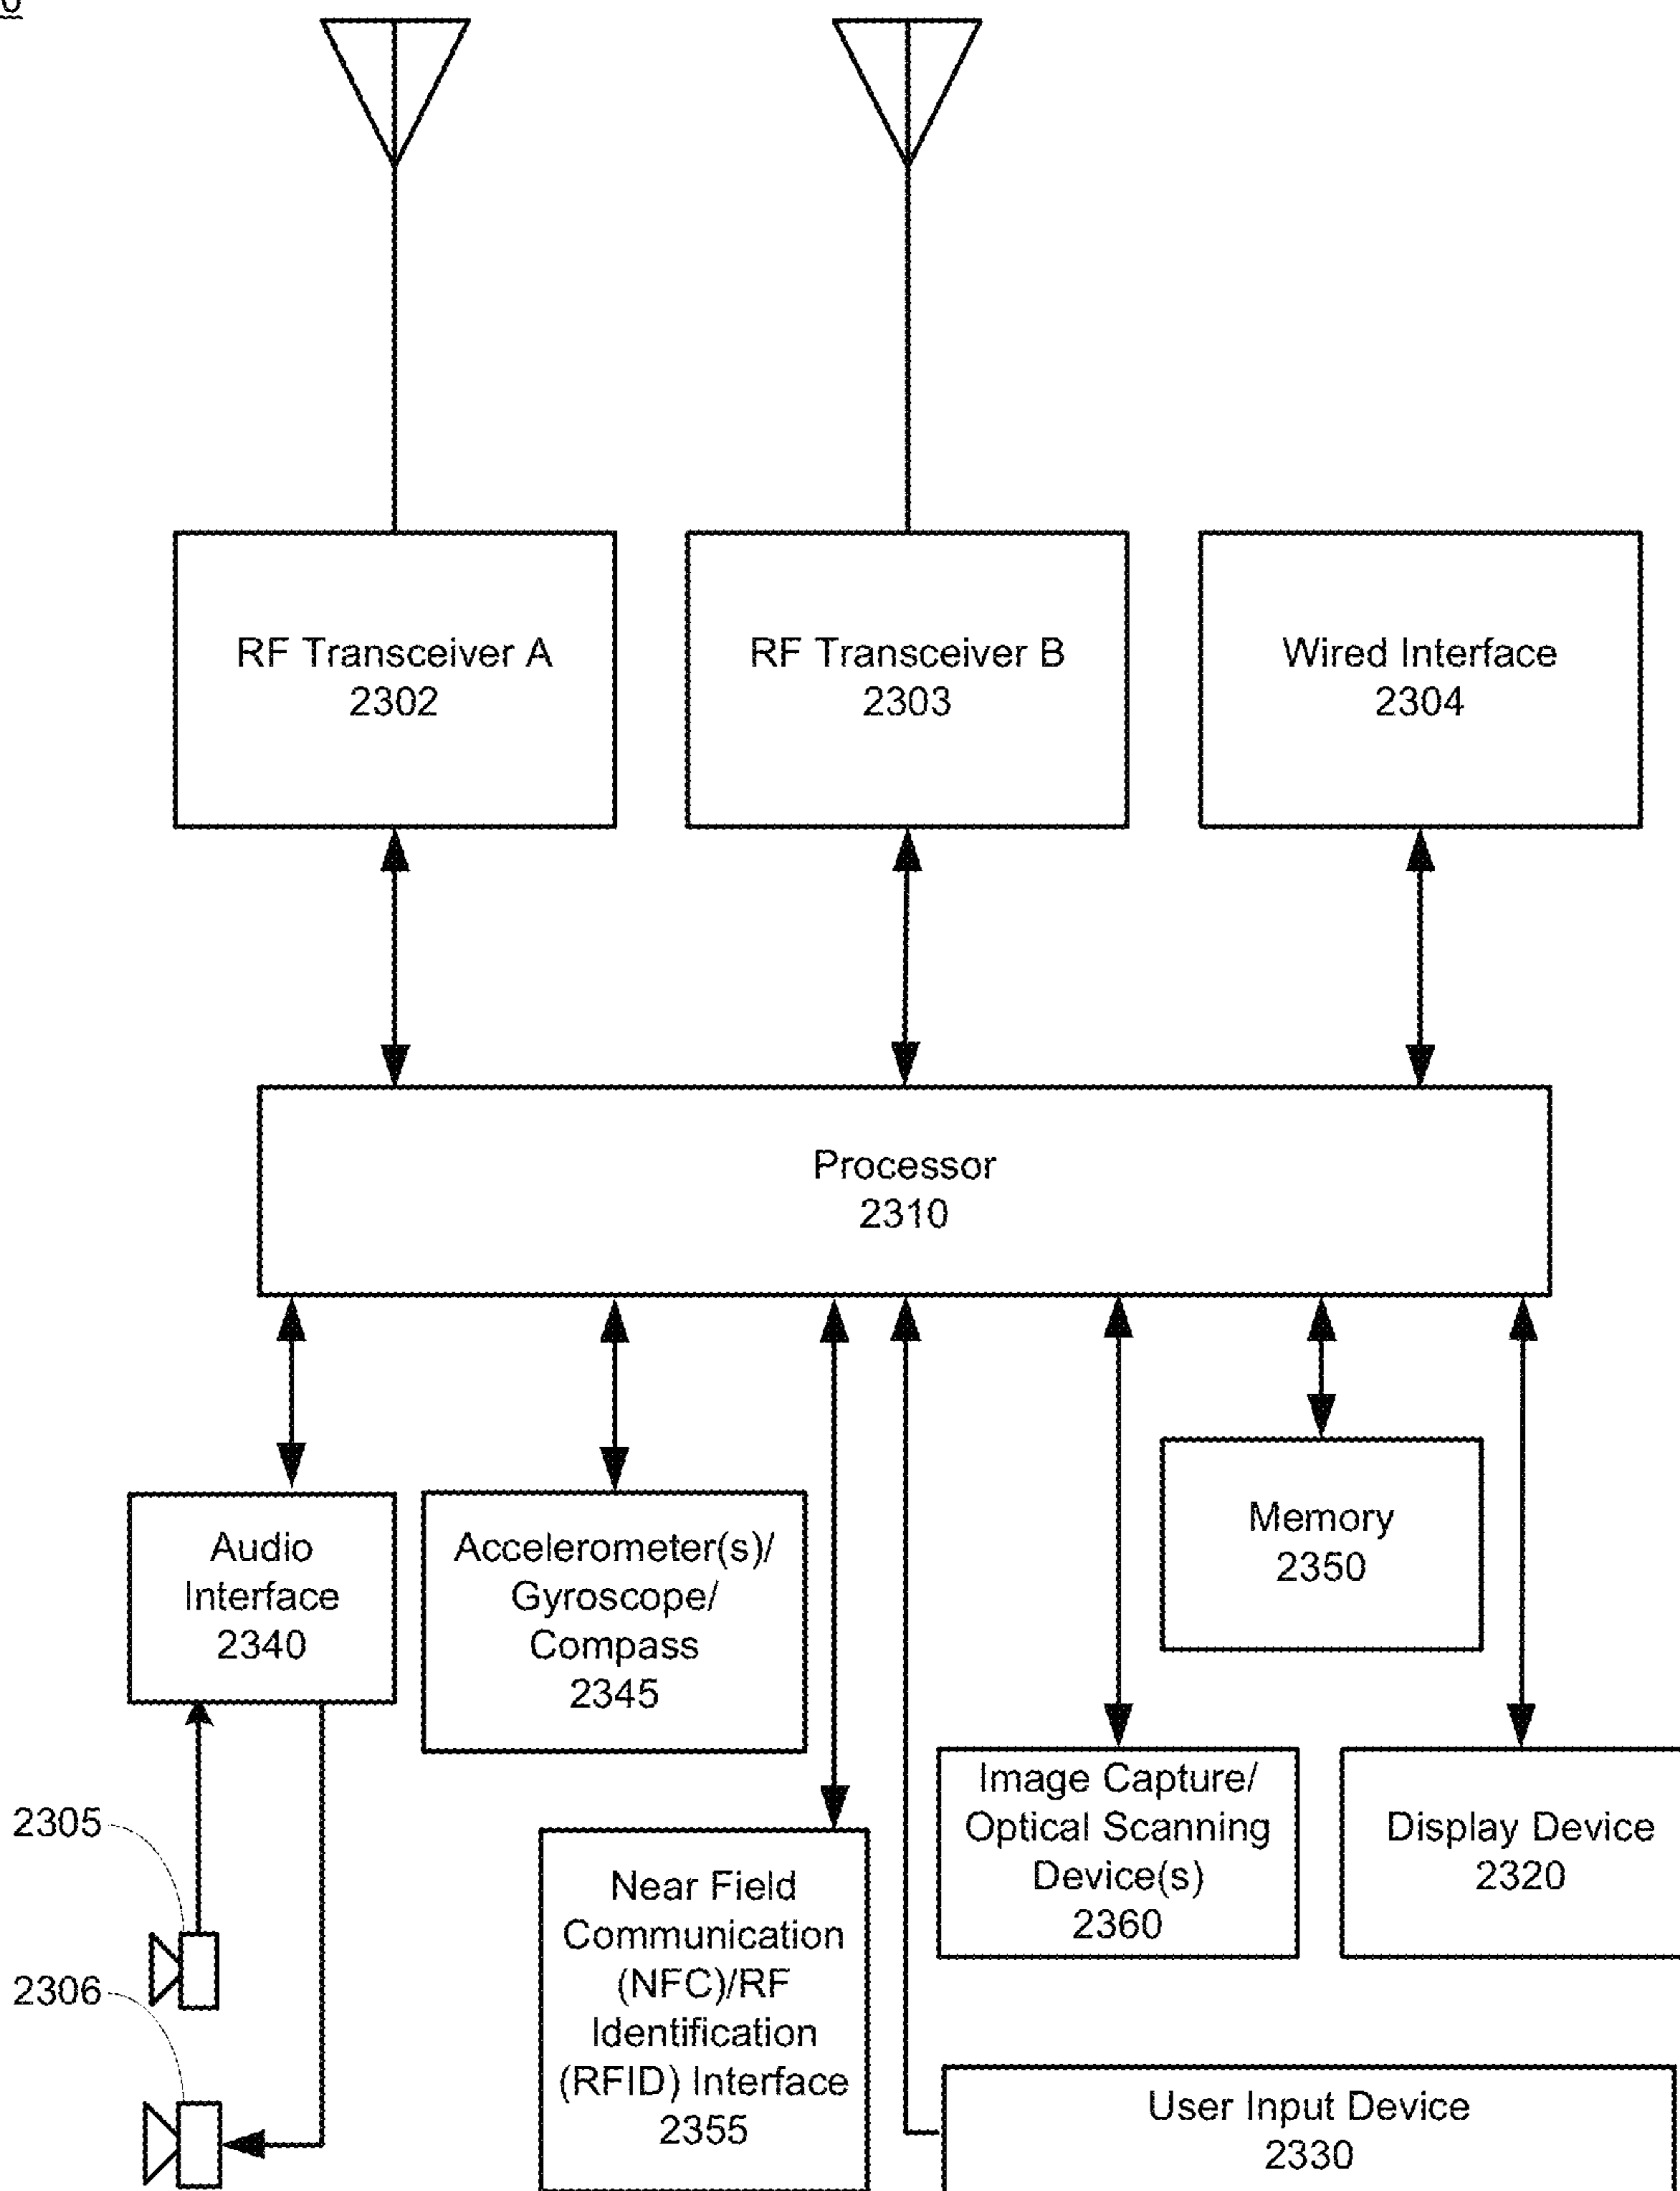 RF Transceiver A
2302
RF Transceiver B
2303
Wired Interface
2304
Processor
2310
Audio
Interface
2340
Accelerometer(s)/
Gyroscope/
Compass
2345
Memory
2350
2305
2306
Near Field
Communication
(NFC)/RF
Identification
(RFID) Interface
2355
Image Capture/
Optical Scanning
Device(s)
2360
Display Device
2320
User Input Device
2330